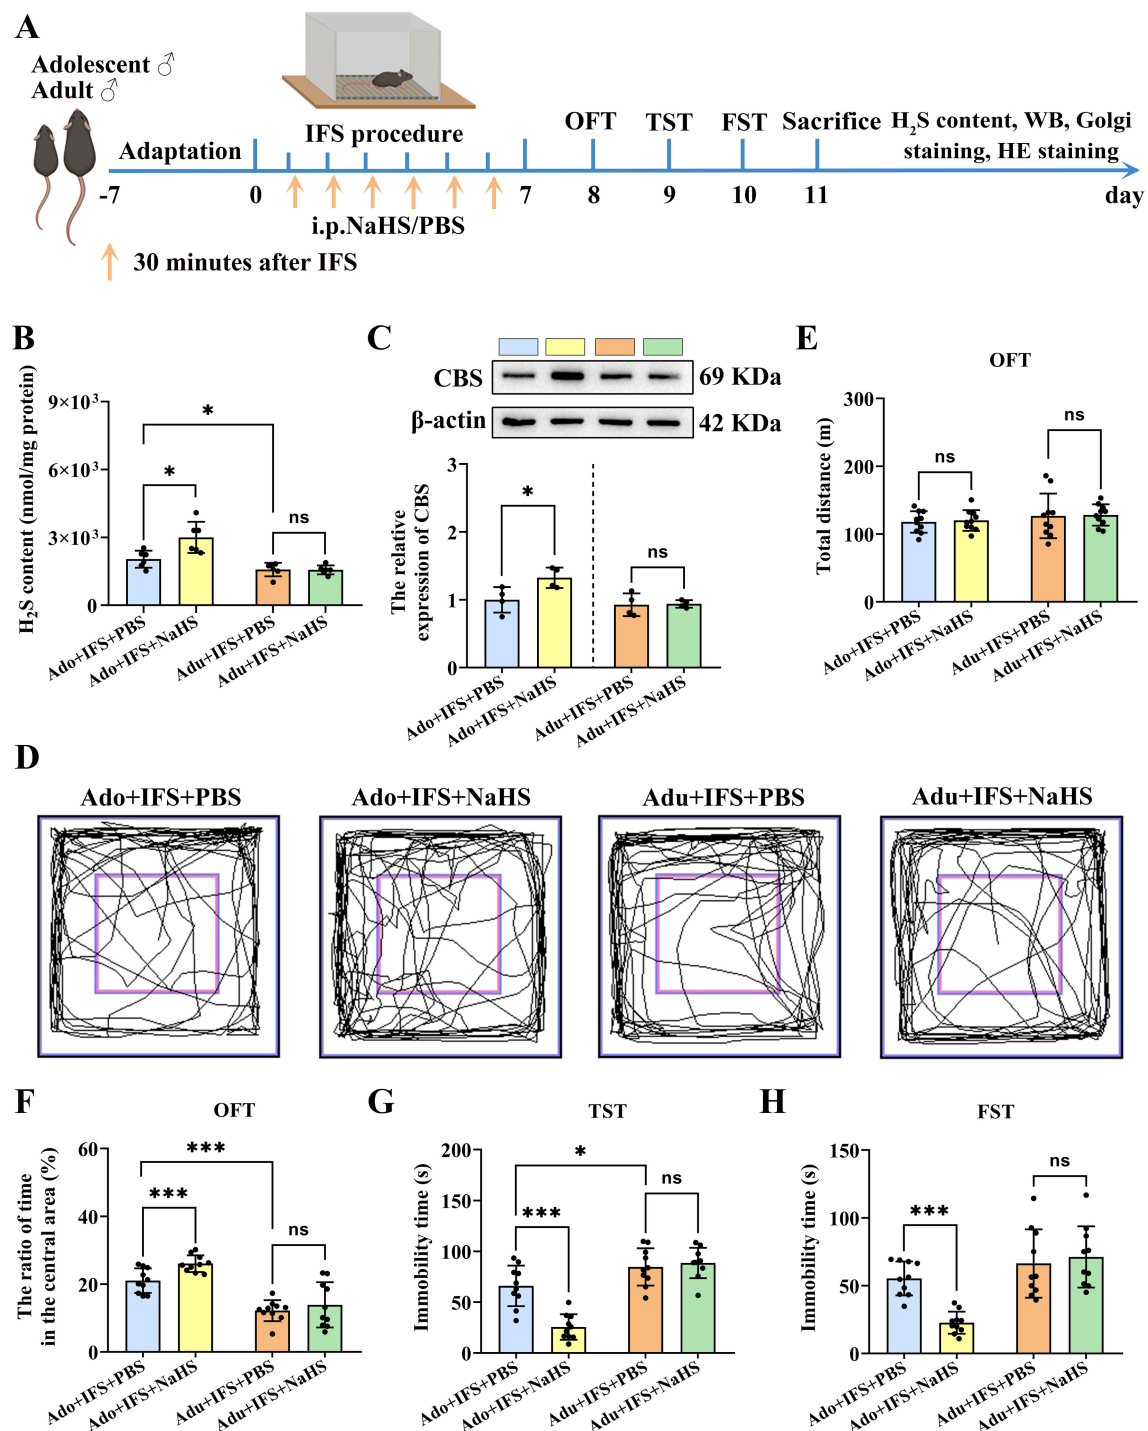 A
Adolescent ♂
Adult ♂
Adaptation
IFS procedure
OFT
TST
FST
Sacrifice
H₂S content, WB, Golgi
staining, HE staining
-7
0
7
8
9
10
11
day
i.p.NaHS/PBS
30 minutes after IFS
B
H₂S content (nmol/mg protein)
9×10³
6×10³
3×10³
0
*
*
ns
Ado+IFS+PBS
Ado+IFS+NaHS
Adu+IFS+PBS
Adu+IFS+NaHS
C
CBS
69 KDa
β-actin
42 KDa
The relative
expression of CBS
3
2
1
0
*
ns
Ado+IFS+PBS
Ado+IFS+NaHS
Adu+IFS+PBS
Adu+IFS+NaHS
E
OFT
Total distance (m)
300
200
100
0
ns
ns
Ado+IFS+PBS
Ado+IFS+NaHS
Adu+IFS+PBS
Adu+IFS+NaHS
D
Ado+IFS+PBS
Ado+IFS+NaHS
Adu+IFS+PBS
Adu+IFS+NaHS
F
OFT
The ratio of time
in the central area (%)
60
40
20
0
***
***
ns
Ado+IFS+PBS
Ado+IFS+NaHS
Adu+IFS+PBS
Adu+IFS+NaHS
G
TST
Immobility time (s)
200
150
100
50
0
*
***
ns
Ado+IFS+PBS
Ado+IFS+NaHS
Adu+IFS+PBS
Adu+IFS+NaHS
H
FST
Immobility time (s)
150
100
50
0
***
ns
Ado+IFS+PBS
Ado+IFS+NaHS
Adu+IFS+PBS
Adu+IFS+NaHS